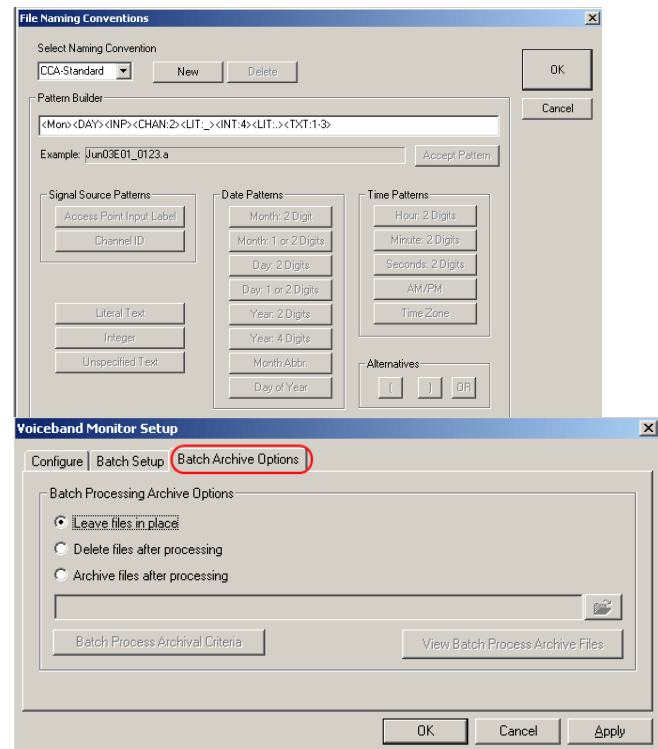 File Naming Conventions
Select Naming Convention
CCA-Standard
New
Delete
OK
Cancel
Pattern Builder
<Mon><DAY><INP><CHAN:2><LIT:_><INT:4><LIT:.><TXT:1-3>
Example: Jun03E01_0123.a
Accept Pattern
Signal Source Patterns
Access Point Input Label
Channel ID
Literal Text
Integer
Unspecified Text
Date Patterns
Month: 2 Digit
Month: 1 or 2 Digits
Day: 2 Digits
Day: 1 or 2 Digits
Year: 2 Digits
Year: 4 Digits
Month Abbr.
Day of Year
Time Patterns
Hour: 2 Digits
Minute: 2 Digits
Seconds: 2 Digits
AM/PM
Time Zone
Alternatives
[ ] OR
Voiceband Monitor Setup
Configure Batch Setup Batch Archive Options
Batch Processing Archive Options
Leave files in place
Delete files after processing
Archive files after processing
Batch Process Archival Criteria
View Batch Process Archive Files
OK Cancel Apply